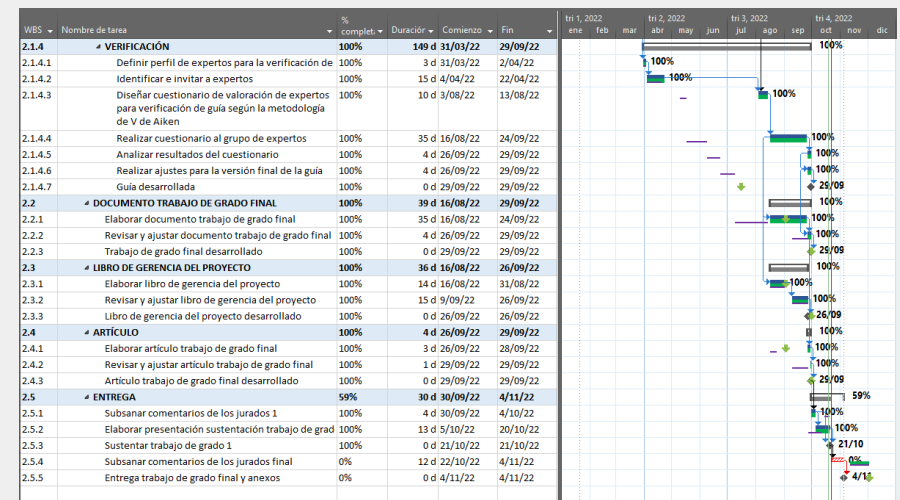 WBS Nombre de tarea % complet. Duración Comienzo Fin
tri 1, 2022 tri 2, 2022 tri 3, 2022 tri 4, 2022
ene feb mar abr may jun jul ago sep oct nov dic
2.1.4 VERIFICACIÓN 100% 149 d 31/03/22 29/09/22 100%
2.1.4.1 Definir perfil de expertos para la verificación de 100% 3 d 31/03/22 2/04/22 100%
2.1.4.2 Identificar e invitar a expertos 100% 15 d 4/04/22 22/04/22 100%
2.1.4.3 Diseñar cuestionario de valoración de expertos 100% 10 d 3/08/22 13/08/22 100%
para verificación de guía según la metodología
de V de Aiken
2.1.4.4 Realizar cuestionario al grupo de expertos 100% 35 d 16/08/22 24/09/22 100%
2.1.4.5 Analizar resultados del cuestionario 100% 4 d 26/09/22 29/09/22 100%
2.1.4.6 Realizar ajustes para la versión final de la guía 100% 4 d 26/09/22 29/09/22 100%
2.1.4.7 Guía desarrollada 100% 0 d 29/09/22 29/09/22 29/09
2.2 DOCUMENTO TRABAJO DE GRADO FINAL 100% 39 d 16/08/22 29/09/22 100%
2.2.1 Elaborar documento trabajo de grado final 100% 35 d 16/08/22 24/09/22 100%
2.2.2 Revisar y ajustar documento trabajo de grado final 100% 4 d 26/09/22 29/09/22 100%
2.2.3 Trabajo de grado final desarrollado 100% 0 d 29/09/22 29/09/22 29/09
2.3 LIBRO DE GERENCIA DEL PROYECTO 100% 36 d 16/08/22 26/09/22 100%
2.3.1 Elaborar libro de gerencia del proyecto 100% 14 d 16/08/22 31/08/22 100%
2.3.2 Revisar y ajustar libro de gerencia del proyecto 100% 15 d 9/09/22 26/09/22 100%
2.3.3 Libro de gerencia del proyecto desarrollado 100% 0 d 26/09/22 26/09/22 26/09
2.4 ARTÍCULO 100% 4 d 26/09/22 29/09/22 100%
2.4.1 Elaborar artículo trabajo de grado final 100% 3 d 26/09/22 28/09/22 100%
2.4.2 Revisar y ajustar artículo trabajo de grado final 100% 1 d 29/09/22 29/09/22 100%
2.4.3 Artículo trabajo de grado final desarrollado 100% 0 d 29/09/22 29/09/22 29/09
2.5 ENTREGA 59% 30 d 30/09/22 4/11/22 59%
2.5.1 Subsanar comentarios de los jurados 1 100% 4 d 30/09/22 4/10/22 100%
2.5.2 Elaborar presentación sustentación trabajo de grad 100% 13 d 5/10/22 20/10/22 100%
2.5.3 Sustentar trabajo de grado 1 100% 0 d 21/10/22 21/10/22 21/10
2.5.4 Subsanar comentarios de los jurados final 0% 12 d 22/10/22 4/11/22 0%
2.5.5 Entrega trabajo de grado final y anexos 0% 0 d 4/11/22 4/11/22 4/11